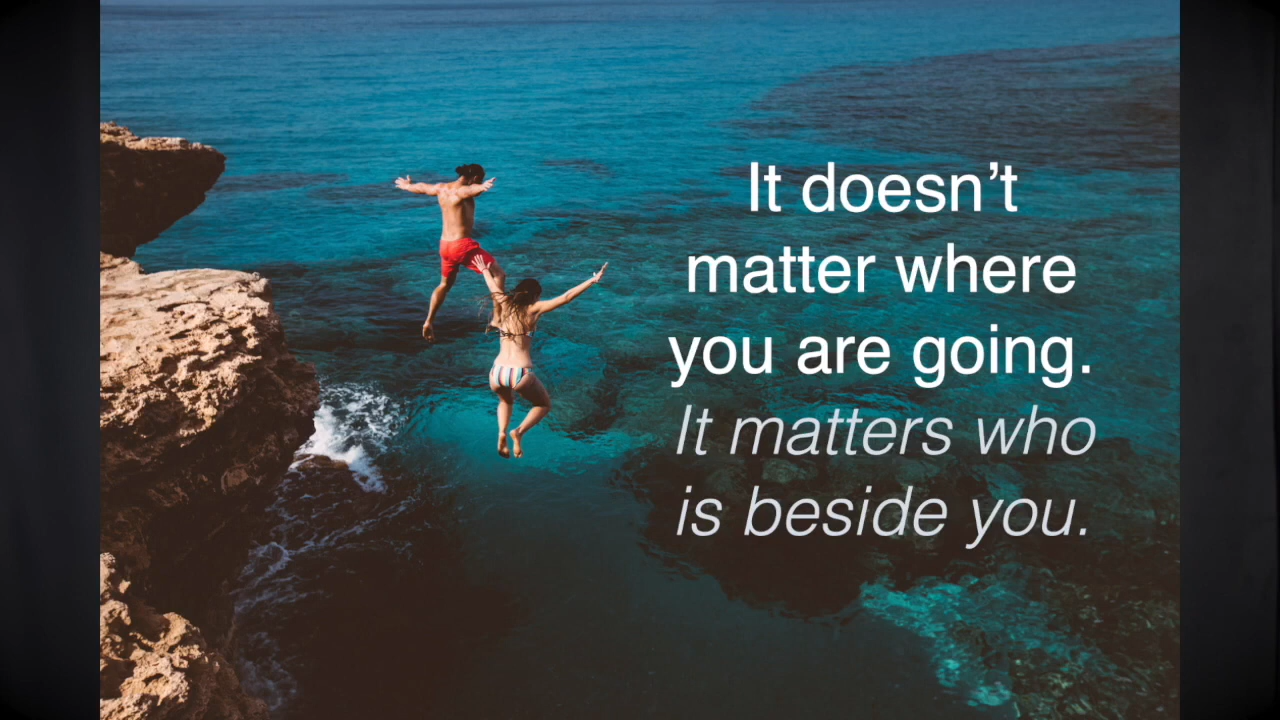 It doesn’t
matter where
you are going.
It matters who
is beside you.